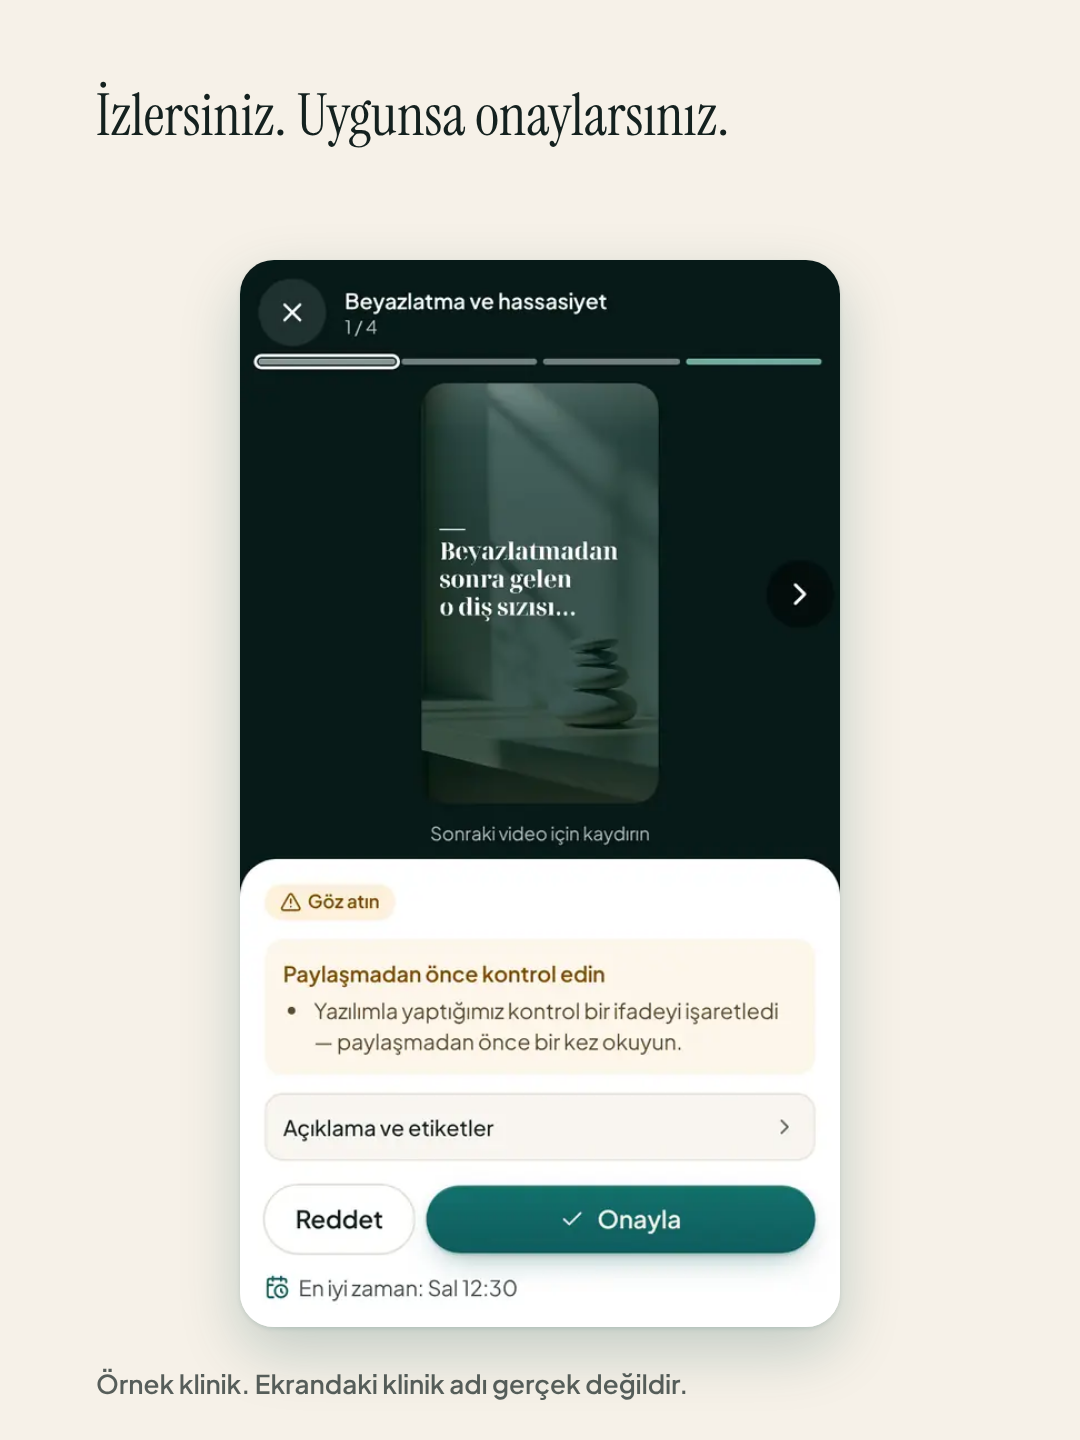 İzlersiniz. Uygunsa onaylarsınız.
Beyazlatma ve hassasiyet
1 / 4
Beyazlatmadan
sonra gelen
o diş sızısı...
Sonraki video için kaydırın
Göz atın
Paylaşmadan önce kontrol edin
• Yazılımla yaptığımız kontrol bir ifadeyi işaretledi
— paylaşmadan önce bir kez okuyun.
Açıklama ve etiketler
Reddet
Onayla
En iyi zaman: Sal 12:30
Örnek klinik. Ekrandaki klinik adı gerçek değildir.